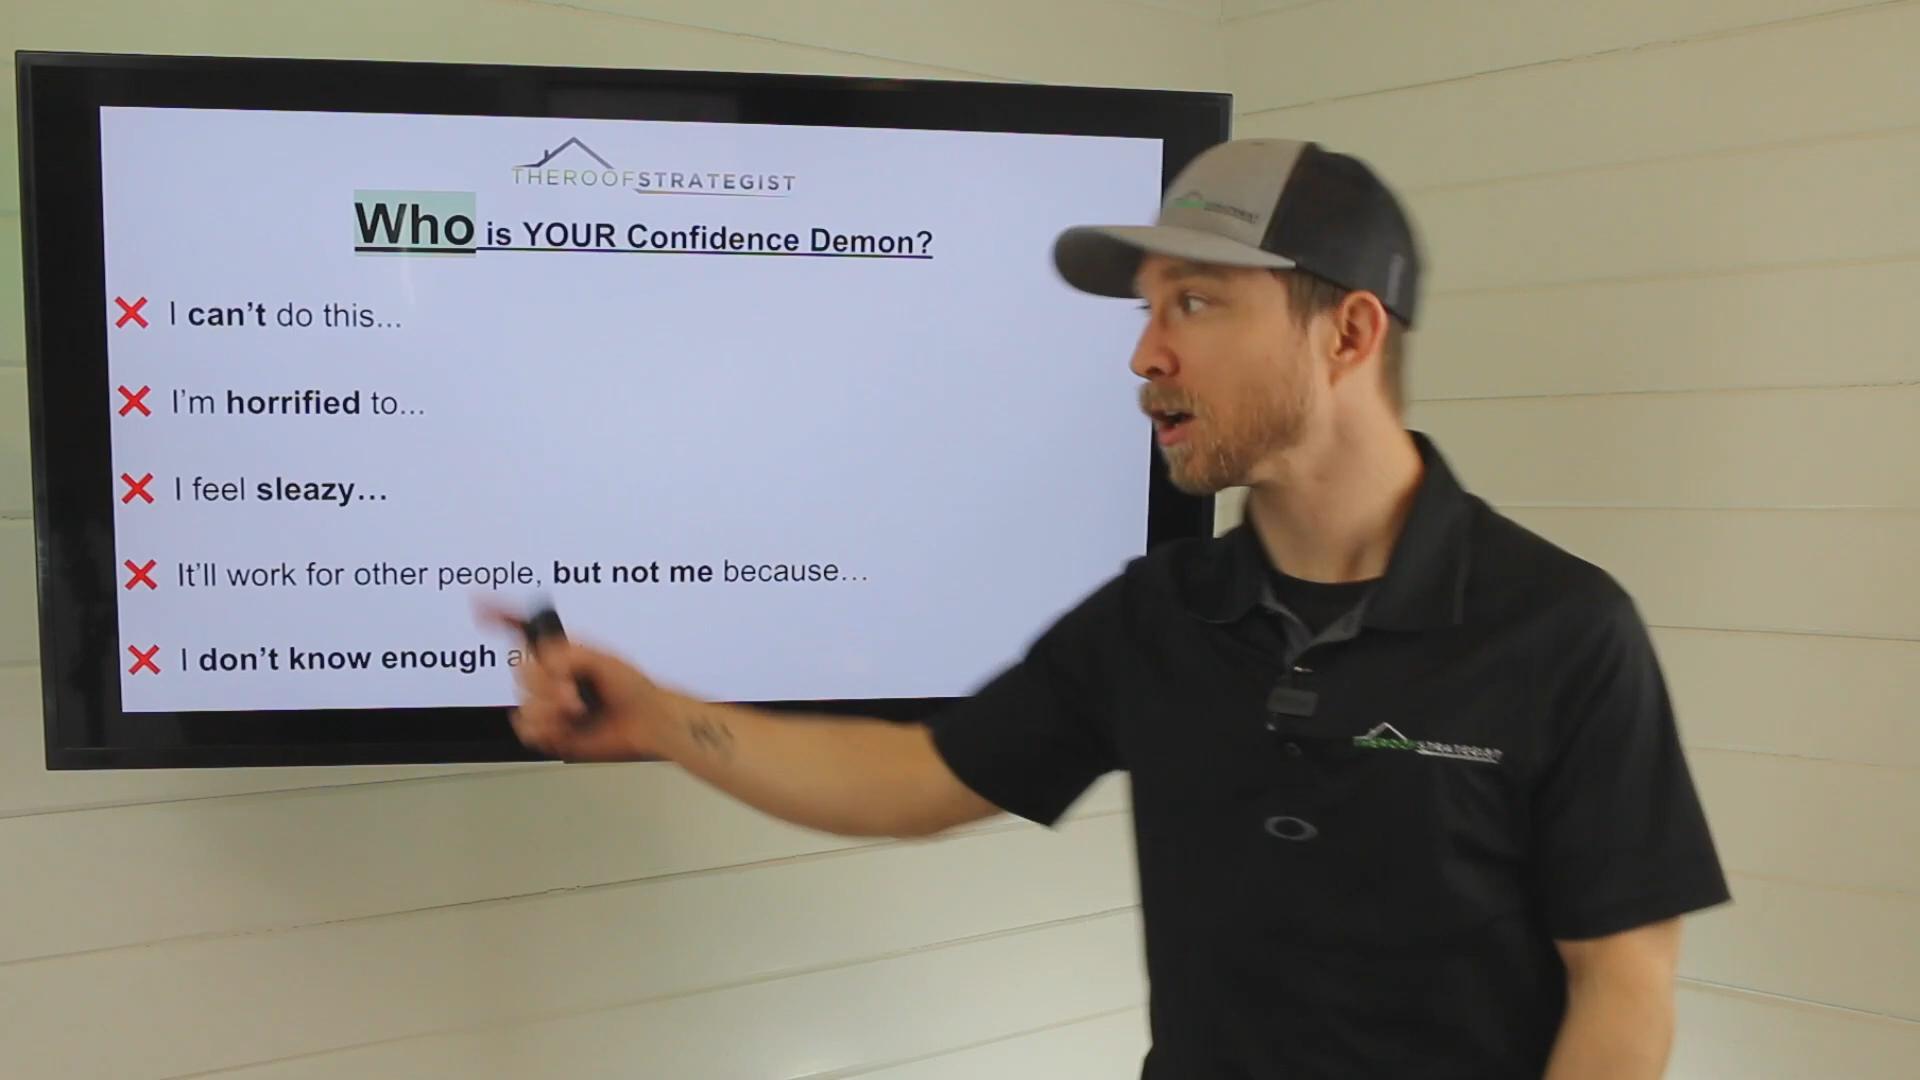 THEROOFSTRATEGIST
Who is YOUR Confidence Demon?
❌ I can't do this...
❌ I'm horrified to...
❌ I feel sleazy...
❌ It'll work for other people, but not me because...
❌ I don't know enough
THEROOFSTRATEGIST